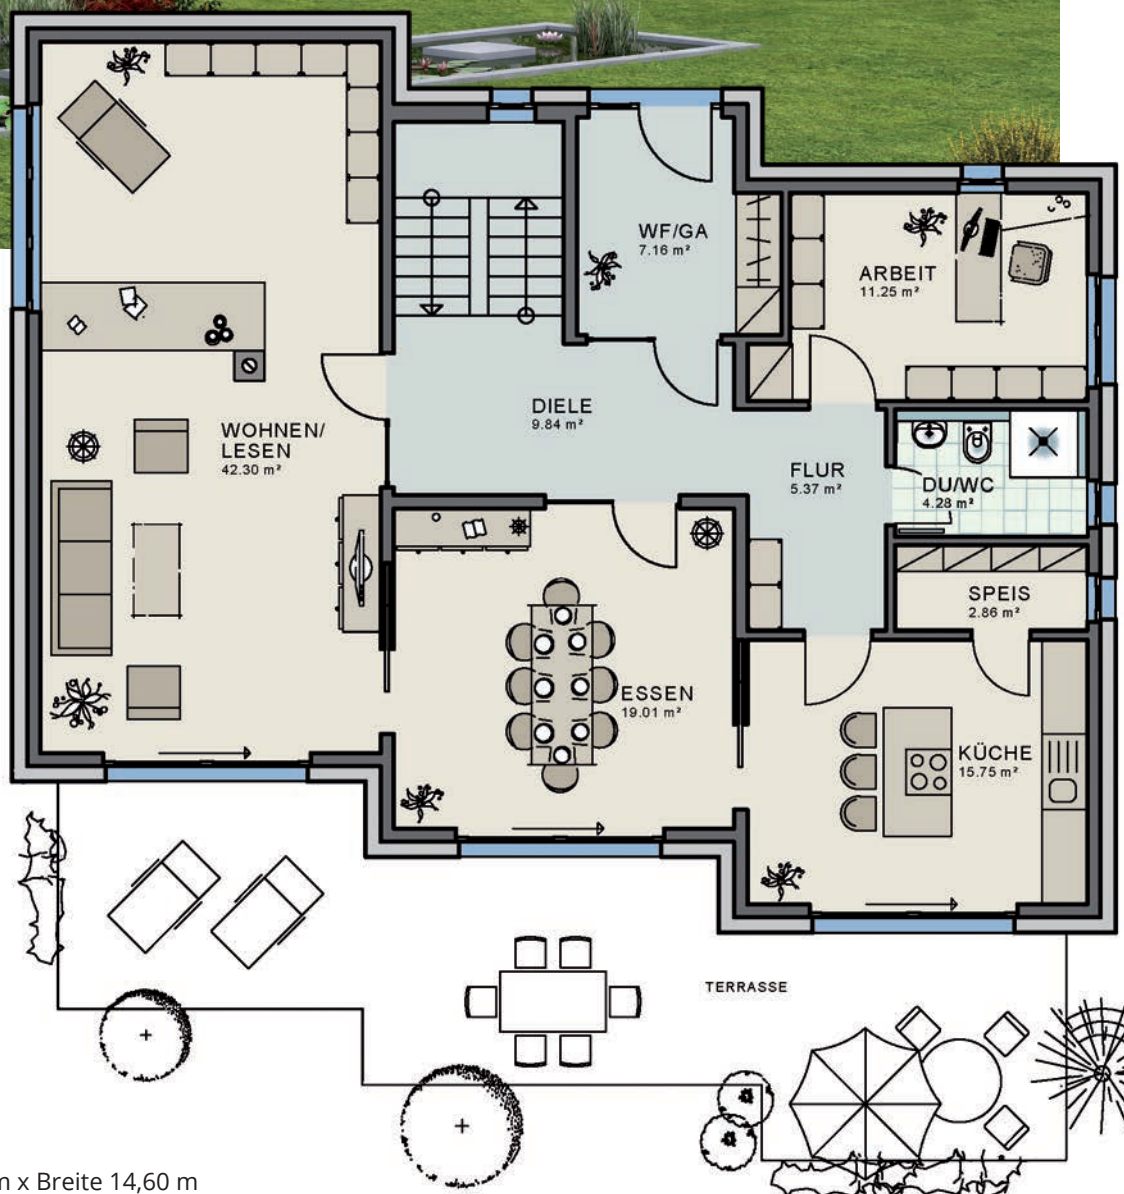 WF/GA
7.16 m²
ARBEIT
11.25 m²
DIELE
9.84 m²
WOHNEN/
LESEN
42.30 m²
FLUR
5.37 m²
DU/WC
4.28 m²
SPEIS
2.86 m²
ESSEN
19.01 m²
KÜCHE
15.75 m²
TERRASSE
x Breite 14,60 m